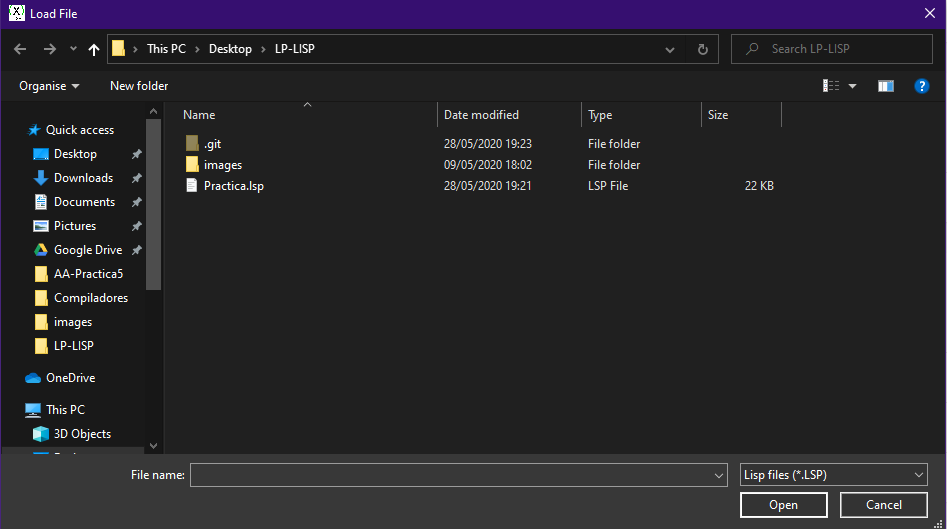 Load File
This PC Desktop LP-LISP
Search LP-LISP
Organise New folder
Name Date modified Type Size
.git 28/05/2020 19:23 File folder
images 09/05/2020 18:02 File folder
Practica.lsp 28/05/2020 19:21 LSP File 22 KB
Quick access
Desktop
Downloads
Documents
Pictures
Google Drive
AA-Practica5
Compiladores
images
LP-LISP
OneDrive
This PC
3D Objects
File name: Lisp files (*.LSP)
Open Cancel